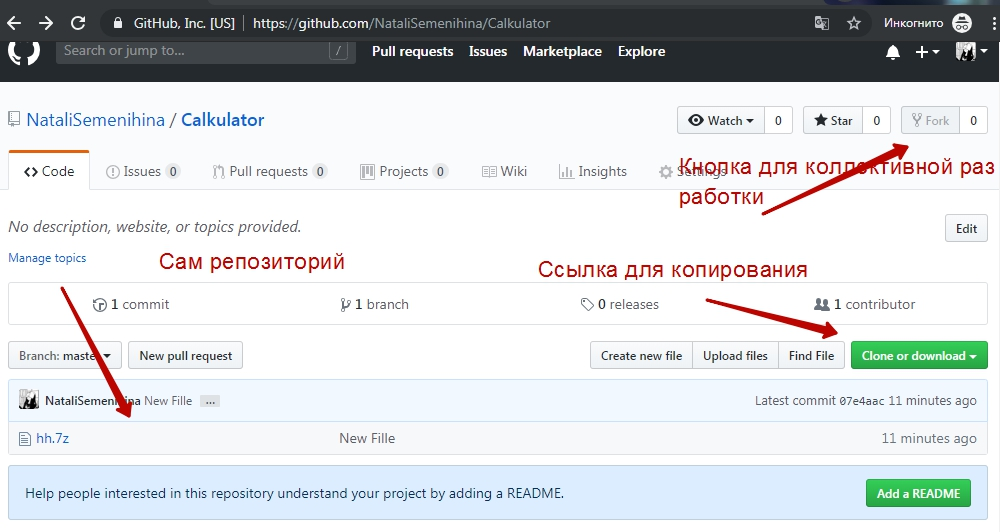 GitHub, Inc. [US] | https://github.com/NataliSemenihina/Calkulator Инкогнито
Search or jump to... / Pull requests Issues Marketplace Explore
NataliSemenihina / Calkulator Watch 0 Star 0 Fork 0
Code Issues 0 Pull requests 0 Projects 0 Wiki Insights Settings
Кнопка для коллективной раз
работки
No description, website, or topics provided. Edit
Manage topics
Сам репозиторий Ссылка для копирования
1 commit 1 branch 0 releases 1 contributor
Branch: master New pull request Create new file Upload files Find File Clone or download
NataliSemenihina New Fille ... Latest commit 07e4aac 11 minutes ago
hh.7z New Fille 11 minutes ago
Help people interested in this repository understand your project by adding a README. Add a README